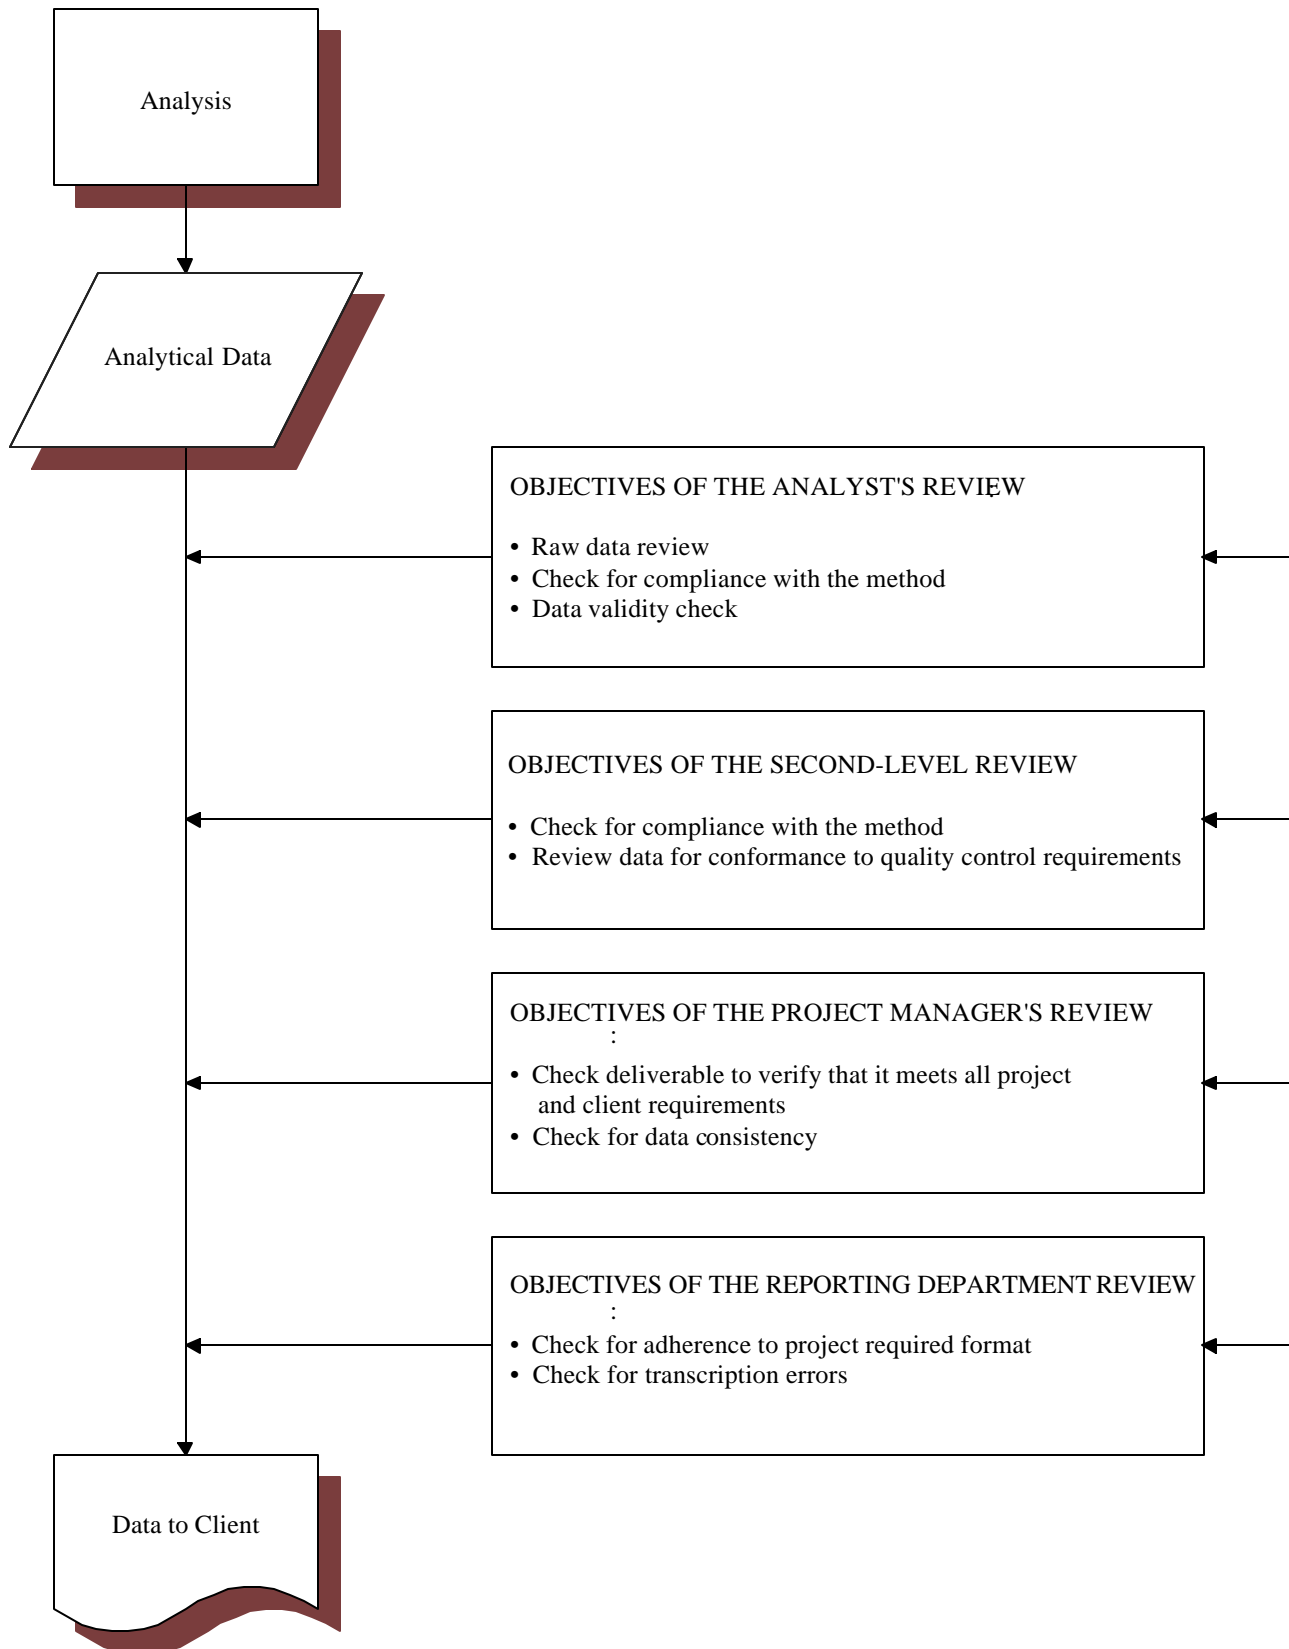 Analysis
Analytical Data
OBJECTIVES OF THE ANALYST'S REVIEW:
• Raw data review
• Check for compliance with the method
• Data validity check
OBJECTIVES OF THE SECOND-LEVEL REVIEW
• Check for compliance with the method
• Review data for conformance to quality control requirements
OBJECTIVES OF THE PROJECT MANAGER'S REVIEW
:
• Check deliverable to verify that it meets all project
and client requirements
• Check for data consistency
OBJECTIVES OF THE REPORTING DEPARTMENT REVIEW
:
• Check for adherence to project required format
• Check for transcription errors
Data to Client